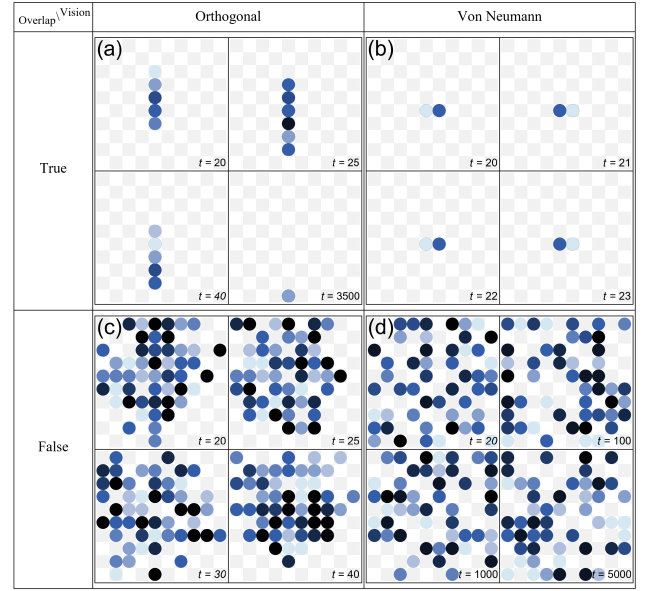 Overlap\Vision
Orthogonal
Von Neumann
True
(a)
t = 20
t = 25
t = 40
t = 3500
(b)
t = 20
t = 21
t = 22
t = 23
False
(c)
t = 20
t = 25
t = 30
t = 40
(d)
t = 20
t = 100
t = 1000
t = 5000